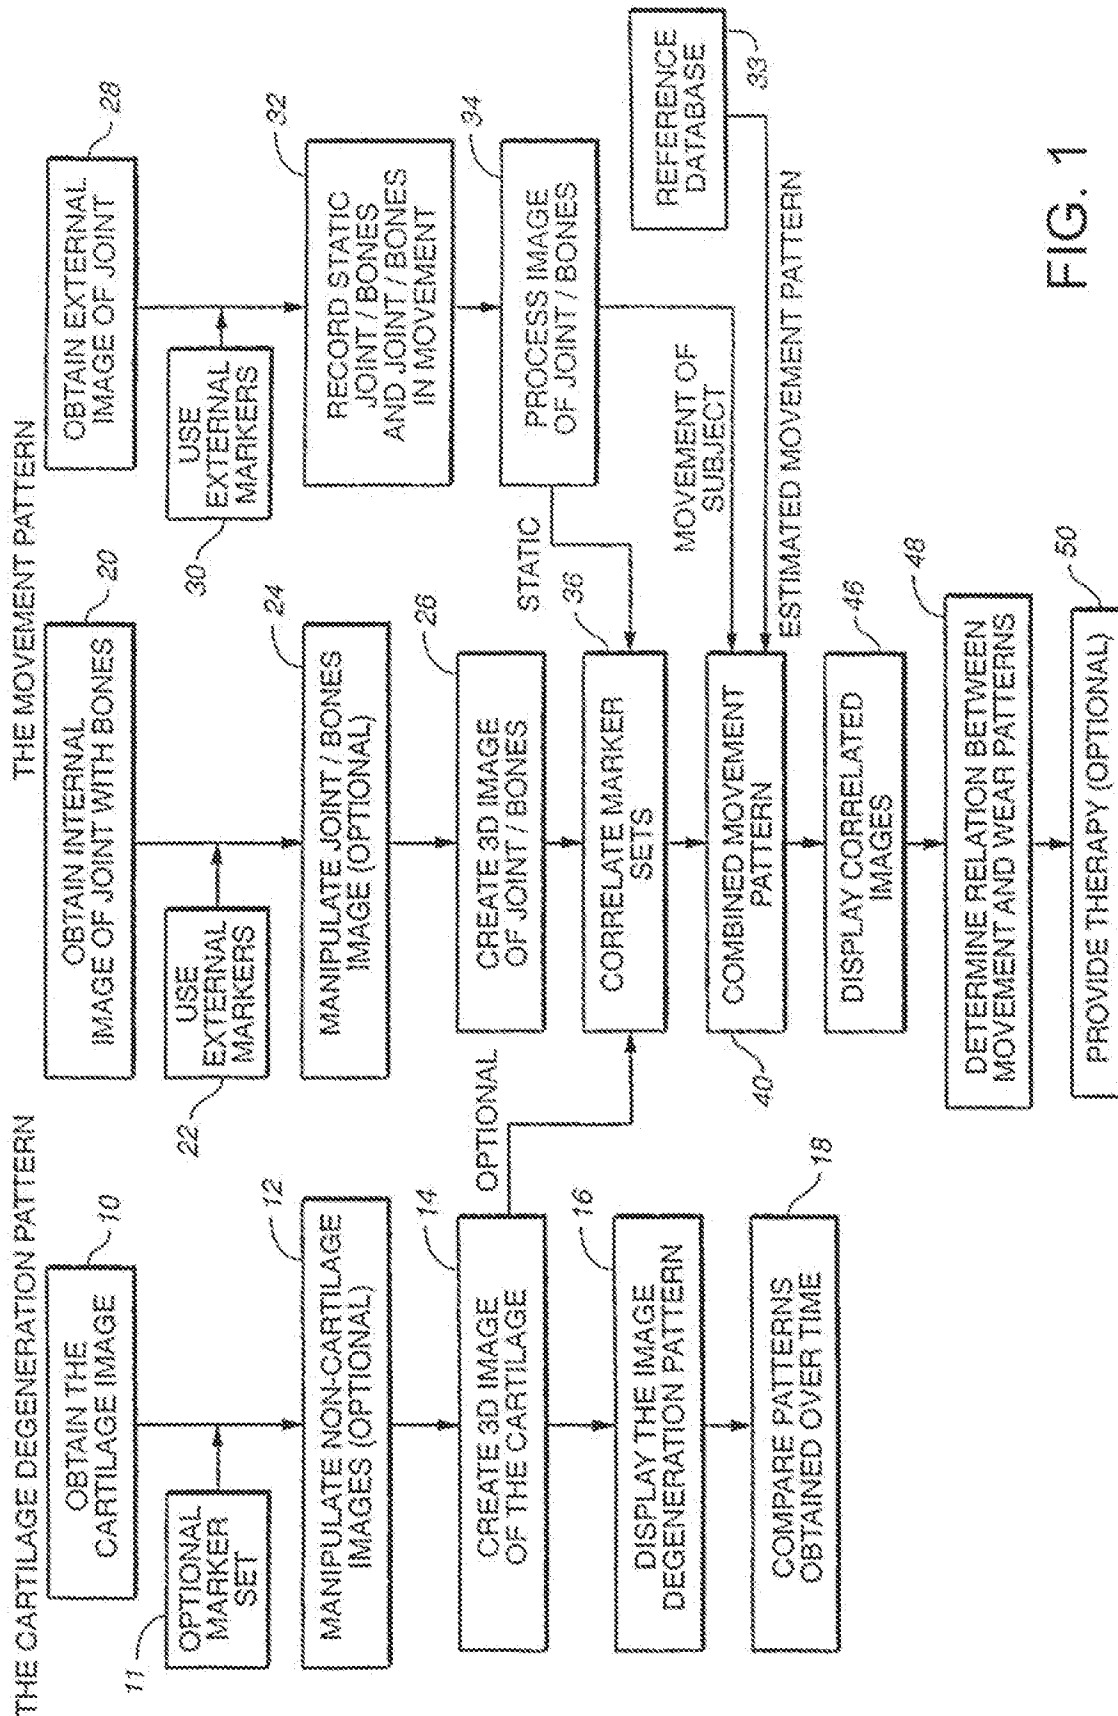 THE CARTILAGE DEGENERATION PATTERN
10
OBTAIN THE
CARTILAGE IMAGE
11
OPTIONAL
MARKER
SET
12
MANIPULATE NON-CARTILAGE
IMAGES (OPTIONAL)
14
CREATE 3D IMAGE
OF THE CARTILAGE
OPTIONAL
16
DISPLAY THE IMAGE
DEGENERATION PATTERN
18
COMPARE PATTERNS
OBTAINED OVER TIME
THE MOVEMENT PATTERN
20
OBTAIN INTERNAL
IMAGE OF JOINT WITH BONES
22
USE
EXTERNAL
MARKERS
24
MANIPULATE JOINT / BONES
IMAGE (OPTIONAL)
26
CREATE 3D IMAGE
OF JOINT / BONES
36
CORRELATE MARKER
SETS
40
COMBINED MOVEMENT
PATTERN
46
DISPLAY CORRELATED
IMAGES
48
DETERMINE RELATION BETWEEN
MOVEMENT AND WEAR PATTERNS
50
PROVIDE THERAPY (OPTIONAL)
28
OBTAIN EXTERNAL
IMAGE OF JOINT
30
USE
EXTERNAL
MARKERS
32
RECORD STATIC
JOINT / BONES
AND JOINT / BONES
IN MOVEMENT
34
PROCESS IMAGE
OF JOINT / BONES
STATIC
MOVEMENT OF
SUBJECT
REFERENCE
DATABASE
33
ESTIMATED MOVEMENT PATTERN
FIG. 1